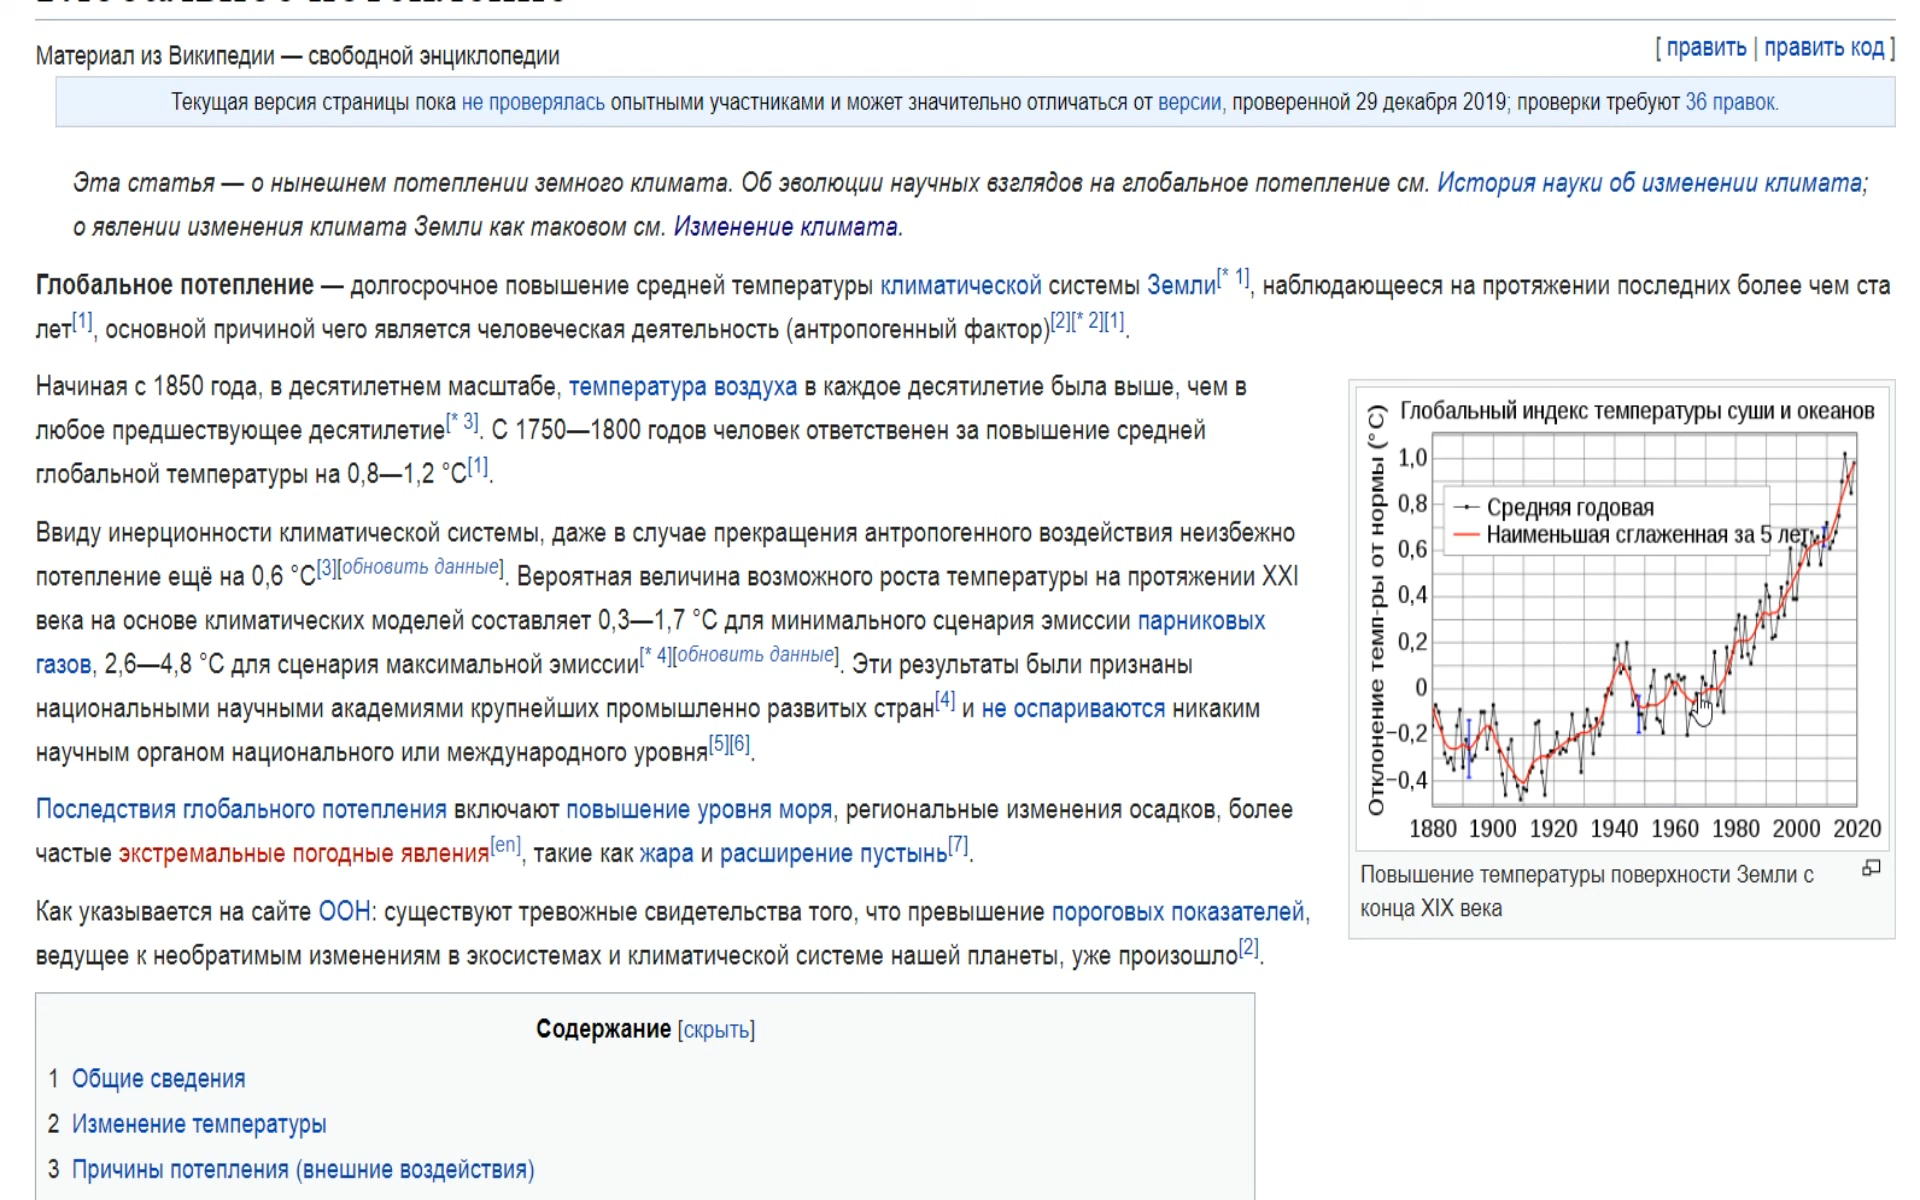 Материал из Википедии — свободной энциклопедии
[ править | править код ]
Текущая версия страницы пока не проверялась опытными участниками и может значительно отличаться от версии, проверенной 29 декабря 2019; проверки требуют 36 правок.
Эта статья — о нынешнем потеплении земного климата. Об эволюции научных взглядов на глобальное потепление см. История науки об изменении климата;
о явлении изменения климата Земли как таковом см. Изменение климата.
Глобальное потепление — долгосрочное повышение средней температуры климатической системы Земли[* 1], наблюдающееся на протяжении последних более чем ста
лет[1], основной причиной чего является человеческая деятельность (антропогенный фактор)[2][* 2][1].
Начиная с 1850 года, в десятилетнем масштабе, температура воздуха в каждое десятилетие была выше, чем в
любое предшествующее десятилетие[* 3]. С 1750—1800 годов человек ответственен за повышение средней
глобальной температуры на 0,8—1,2 °C[1].
Ввиду инерционности климатической системы, даже в случае прекращения антропогенного воздействия неизбежно
потепление ещё на 0,6 °C[3][обновить данные]. Вероятная величина возможного роста температуры на протяжении XXI
века на основе климатических моделей составляет 0,3—1,7 °C для минимального сценария эмиссии парниковых
газов, 2,6—4,8 °C для сценария максимальной эмиссии[* 4][обновить данные]. Эти результаты были признаны
национальными научными академиями крупнейших промышленно развитых стран[4] и не оспариваются никаким
научным органом национального или международного уровня[5][6].
Последствия глобального потепления включают повышение уровня моря, региональные изменения осадков, более
частые экстремальные погодные явления[en], такие как жара и расширение пустынь[7].
Как указывается на сайте ООН: существуют тревожные свидетельства того, что превышение пороговых показателей,
ведущее к необратимым изменениям в экосистемах и климатической системе нашей планеты, уже произошло[2].
Глобальный индекс температуры суши и океанов
Отклонение темп-ры от нормы (°C)
1,0
0,8
0,6
0,4
0,2
0
−0,2
−0,4
Средняя годовая
Наименьшая сглаженная за 5 лет
1880 1900 1920 1940 1960 1980 2000 2020
Повышение температуры поверхности Земли с
конца XIX века
Содержание [скрыть]
1 Общие сведения
2 Изменение температуры
3 Причины потепления (внешние воздействия)